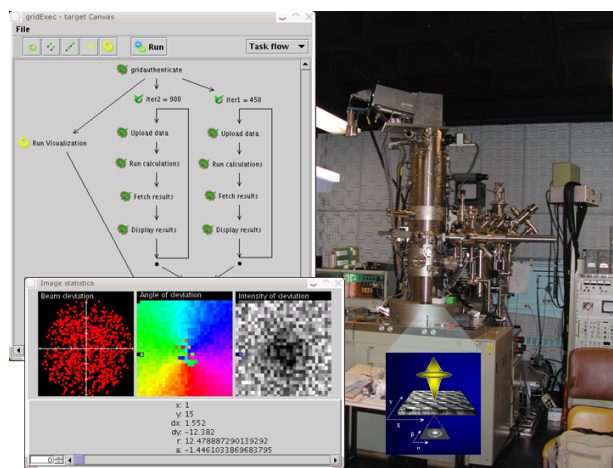 gridExec - target Canvas
File
Run
Task flow
gridauthenticate
iter2 = 900
iter1 = 450
Run Visualization
Upload data
Upload data
Run calculations
Run calculations
Fetch results
Fetch results
Display results
Display results
Image statistics
Beam deviation
Angle of deviation
Intensity of deviation
x: 1
y: 15
dx: 1.552
dy: -12.382
r: 12.478887290139292
a: -1.4461033869683795
0
Y
X
β
α